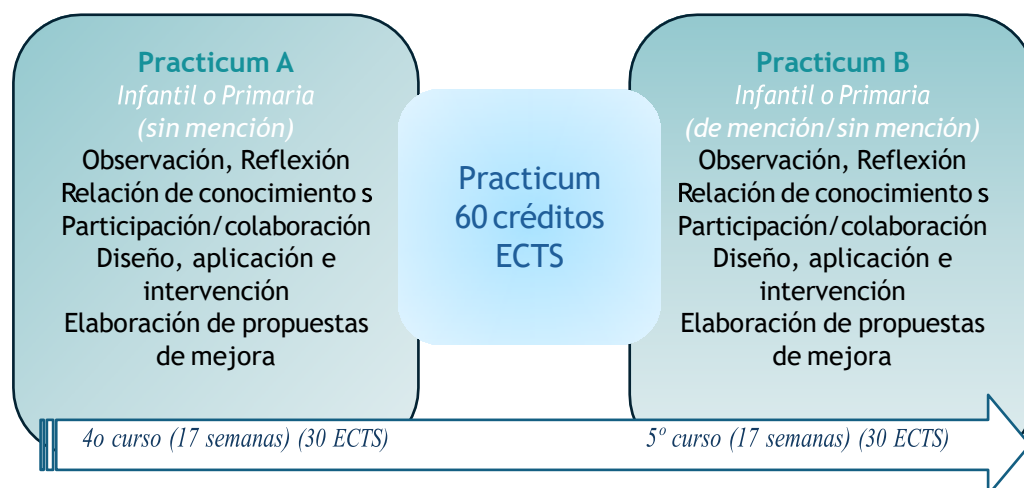 Practicum A
Infantil o Primaria
(sin mención)
Observación, Reflexión
Relación de conocimiento s
Participación/colaboración
Diseño, aplicación e
intervención
Elaboración de propuestas
de mejora
Practicum
60 créditos
ECTS
Practicum B
Infantil o Primaria
(de mención/sin mención)
Observación, Reflexión
Relación de conocimiento s
Participación/colaboración
Diseño, aplicación e
intervención
Elaboración de propuestas
de mejora
4o curso (17 semanas) (30 ECTS)
5º curso (17 semanas) (30 ECTS)